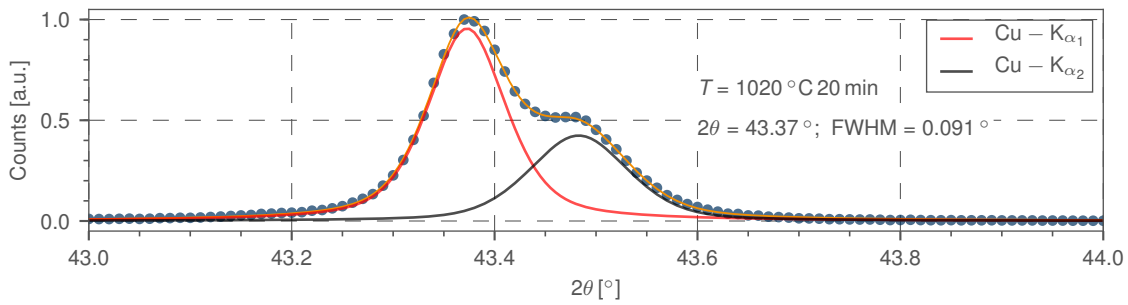 1.0
0.5
0.0
Counts [a.u.]
Cu − Kα1
Cu − Kα2
T = 1020 °C 20 min
2θ = 43.37 °; FWHM = 0.091 °
43.0 43.2 43.4 43.6 43.8 44.0
2θ [°]